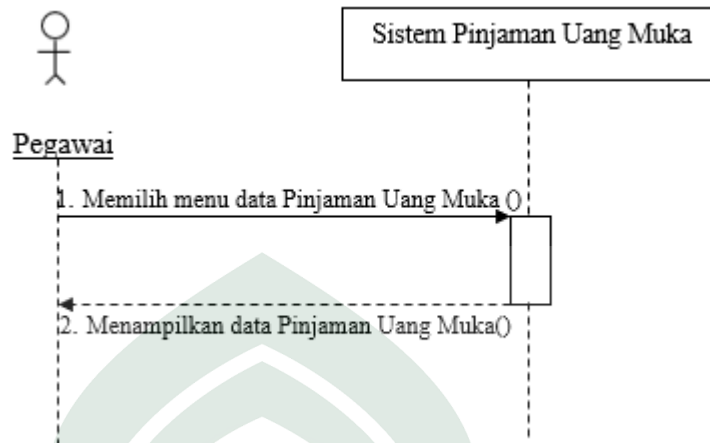 Sistem Pinjaman Uang Muka
Pegawai
1. Memilih menu data Pinjaman Uang Muka ()
2. Menampilkan data Pinjaman Uang Muka()